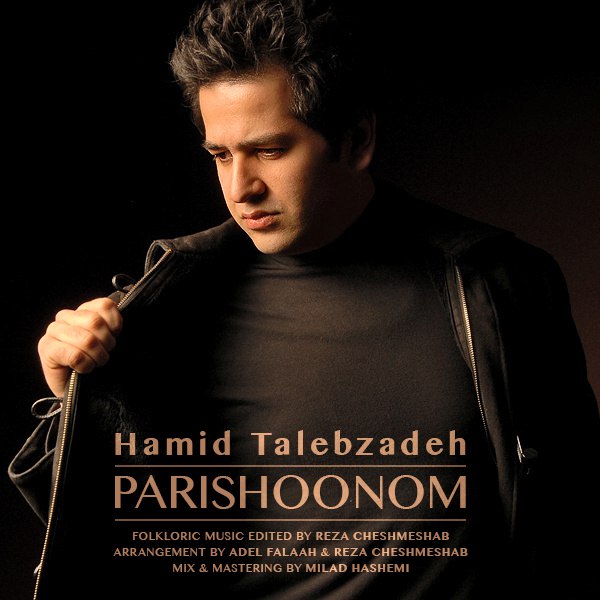 Hamid Talebzadeh
PARISHOONOM
FOLKLORIC MUSIC EDITED BY REZA CHESHMESHAB
ARRANGEMENT BY ADEL FALAAH & REZA CHESHMESHAB
MIX & MASTERING BY MILAD HASHEMI